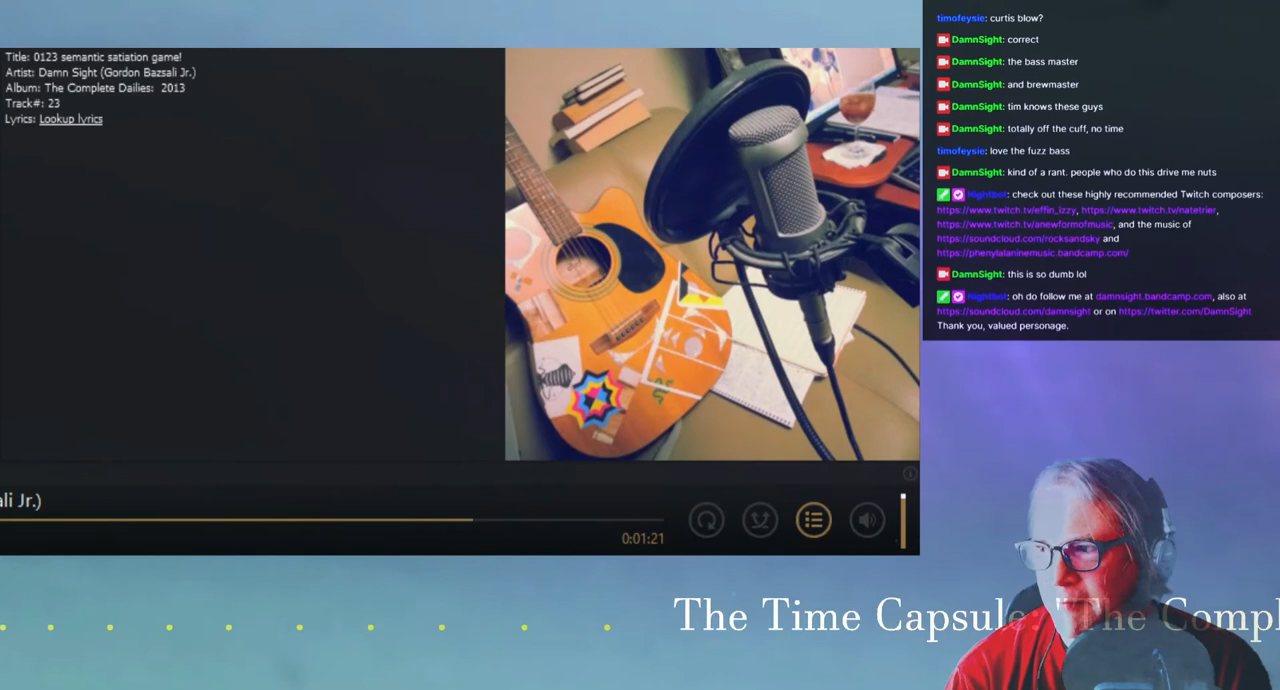 Title: 0123 semantic satiation game!
Artist: Damn Sight (Gordon Bazsali Jr.)
Album: The Complete Dailies: 2013
Track#: 23
Lyrics: Lookup lyrics
ali Jr.)
0:01:21
timofeysie: curtis blow?
DamnSight: correct
DamnSight: the bass master
DamnSight: and brewmaster
DamnSight: tim knows these guys
DamnSight: totally off the cuff, no time
timofeysie: love the fuzz bass
DamnSight: kind of a rant. people who do this drive me nuts
Nightbot: check out these highly recommended Twitch composers:
https://www.twitch.tv/effin_izzy, https://www.twitch.tv/natetrier,
https://www.twitch.tv/anewformofmusic, and the music of
https://soundcloud.com/rocksandsky and
https://phenylalaninemusic.bandcamp.com/
DamnSight: this is so dumb lol
Nightbot: oh do follow me at damnsight.bandcamp.com, also at
https://soundcloud.com/damnsight or on https://twitter.com/DamnSight
Thank you, valued personage.
The Time Capsule: "The Compl